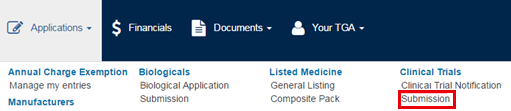 Applications Financials Documents Your TGA
Annual Charge Exemption Biologicals Listed Medicine Clinical Trials
Manage my entries Biological Application General Listing Clinical Trial Notification
Manufacturers Submission Composite Pack Submission